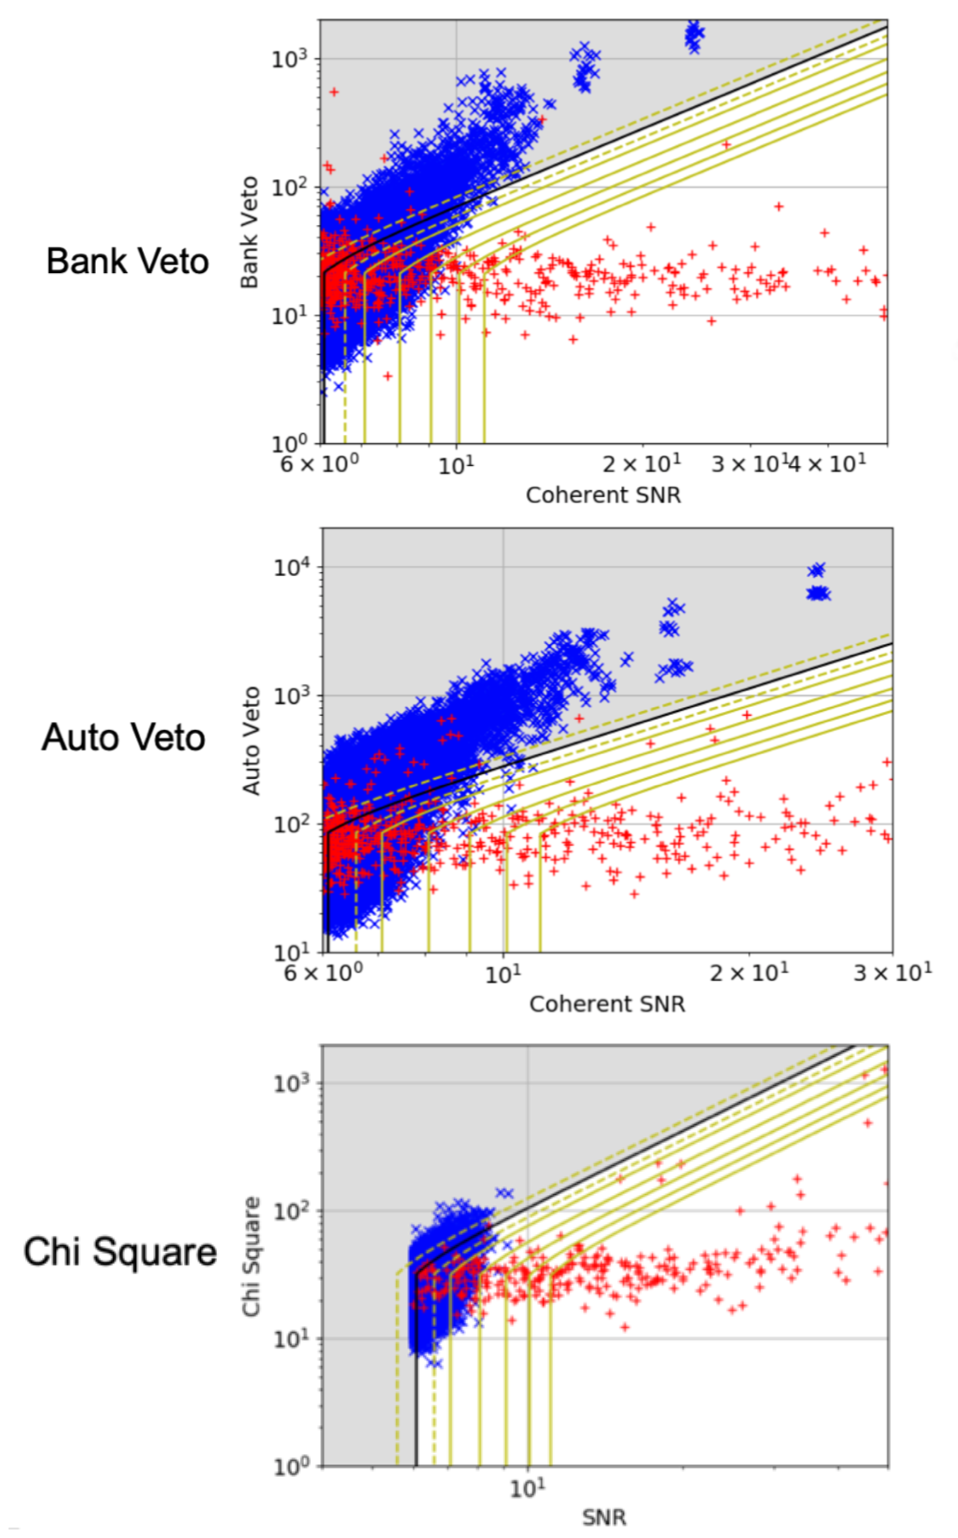 Bank Veto
Bank Veto
10³
10²
10¹
10⁰
6 × 10⁰ 10¹ 2 × 10¹ 3 × 10¹ 4 × 10¹
Coherent SNR
Auto Veto
Auto Veto
10⁴
10³
10²
10¹
6 × 10⁰ 10¹ 2 × 10¹ 3 × 10¹
Coherent SNR
Chi Square
Chi Square
10³
10²
10¹
10⁰
10¹
SNR